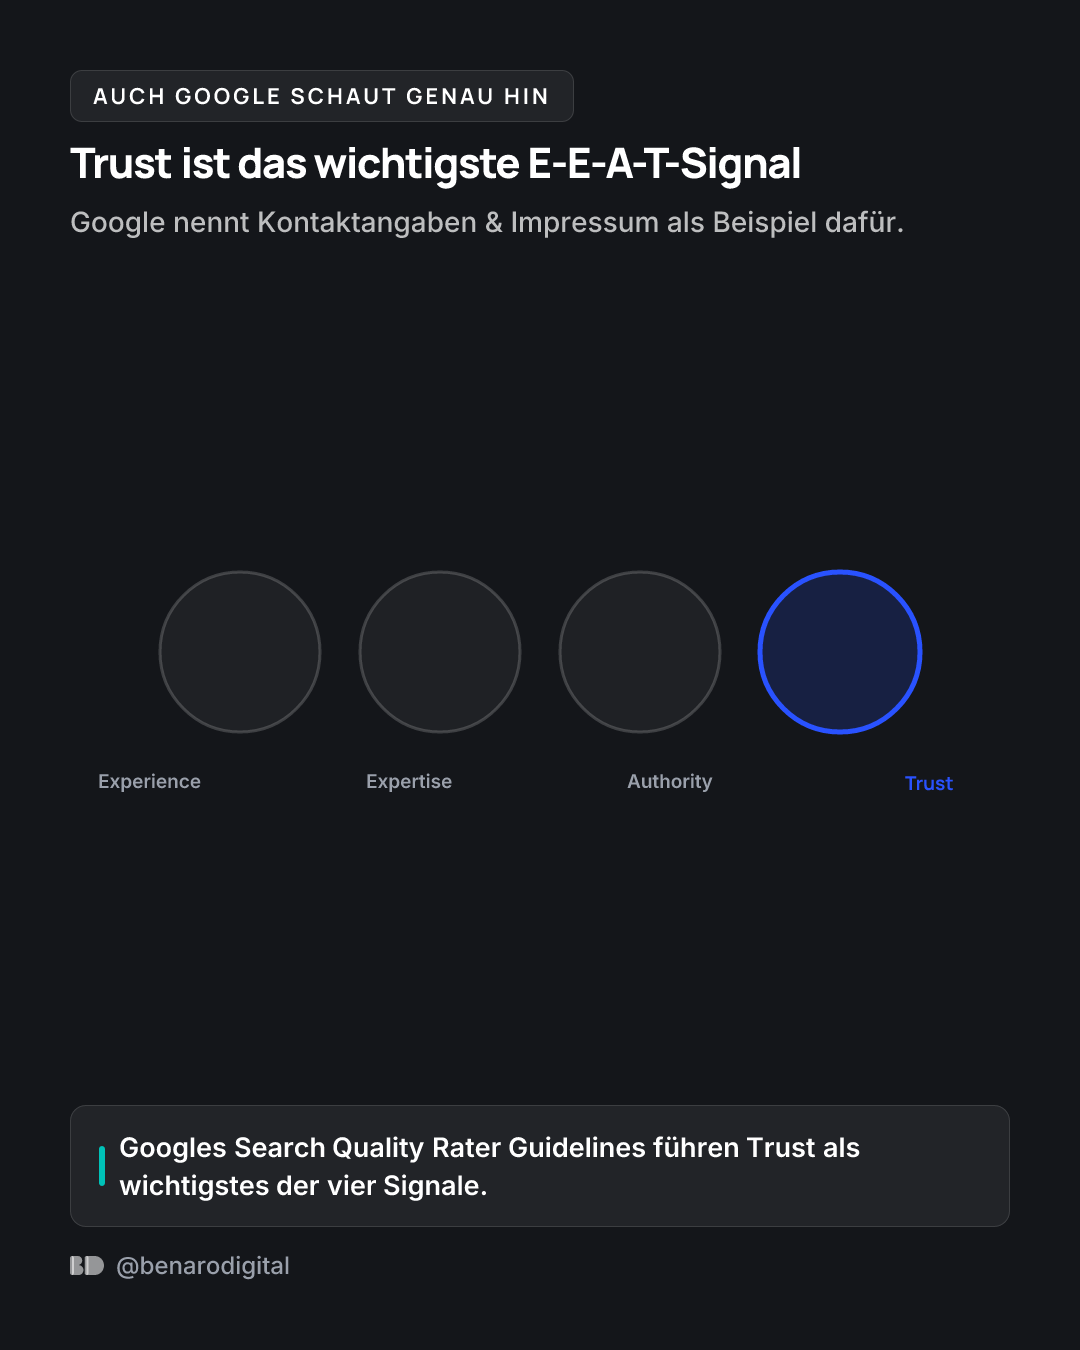 AUCH GOOGLE SCHAUT GENAU HIN
Trust ist das wichtigste E-E-A-T-Signal
Google nennt Kontaktangaben & Impressum als Beispiel dafür.
Experience
Expertise
Authority
Trust
Googles Search Quality Rater Guidelines führen Trust als
wichtigstes der vier Signale.
BD @benarodigital